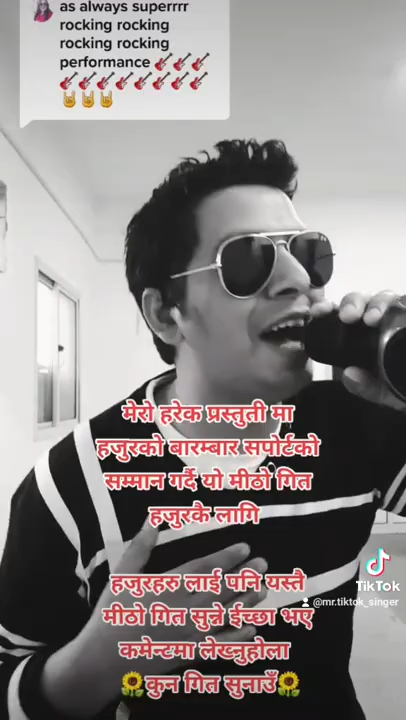 as always superrrr
rocking rocking
rocking rocking
performance 🎸🎸🎸
🎸🎸🎸🎸🎸🎸🎸🎸
🤘🤘🤘
मेरो हरेक प्रस्तुती मा
हजुरको बारम्बार सपोर्टको
सम्मान गर्दै यो मीठो गित
हजुरकै लागि
हजुरहरु लाई पनि यस्तै
मीठो गित सुन्ने ईच्छा भए
कमेन्टमा लेख्नुहोला
🌻कुन गित सुनाउँ🌻
TikTok
@mr.tiktok_singer